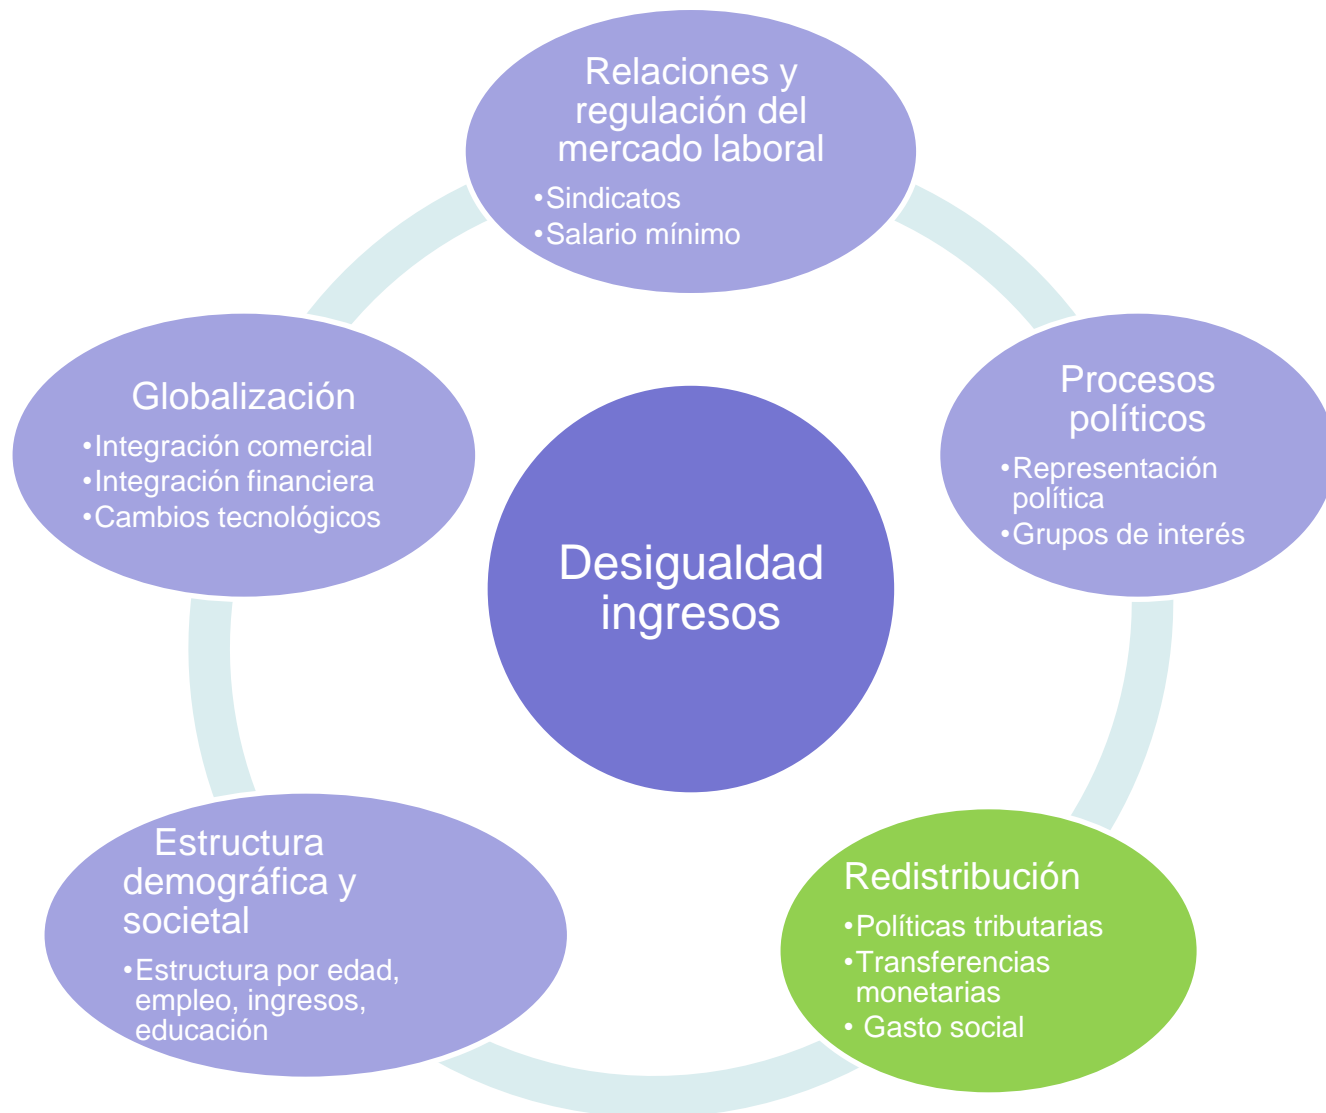 Relaciones y
regulación del
mercado laboral
•Sindicatos
•Salario mínimo
Procesos
políticos
•Representación
política
•Grupos de interés
Redistribución
•Políticas tributarias
•Transferencias
monetarias
• Gasto social
Estructura
demográfica y
societal
•Estructura por edad,
empleo, ingresos,
educación
Globalización
•Integración comercial
•Integración financiera
•Cambios tecnológicos
Desigualdad
ingresos